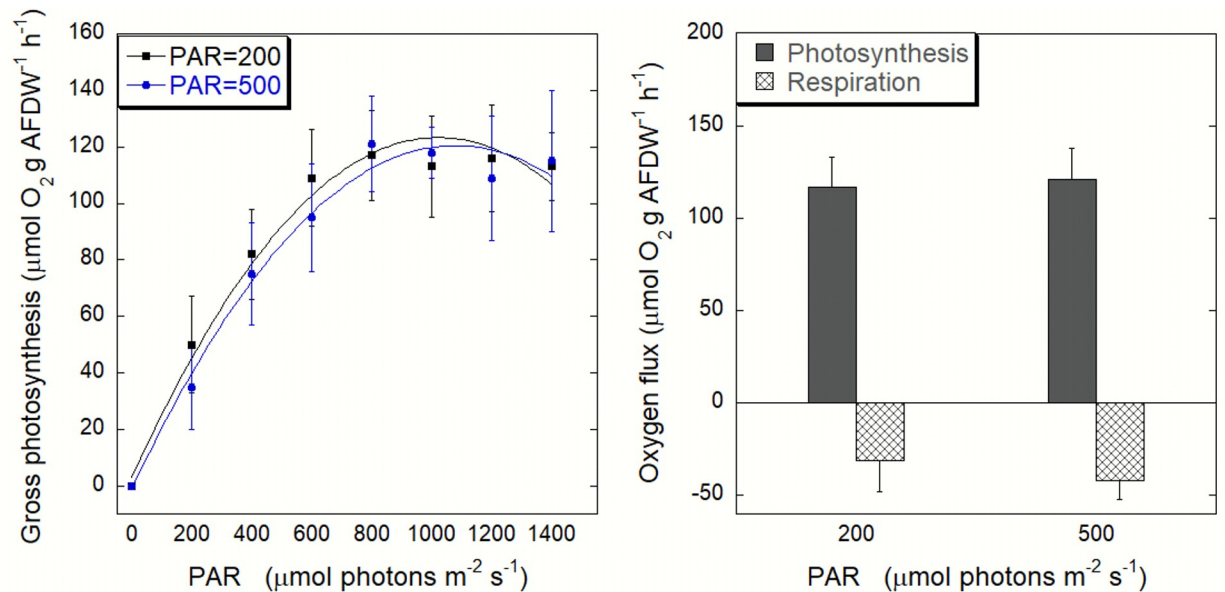 160
140
120
100
80
60
40
20
0
Gross photosynthesis (μmol O₂ g AFDW⁻¹ h⁻¹)
PAR=200
PAR=500
0 200 400 600 800 1000 1200 1400
PAR (μmol photons m⁻² s⁻¹)
200
150
100
50
0
-50
Oxygen flux (μmol O₂ g AFDW⁻¹ h⁻¹)
Photosynthesis
Respiration
200 500
PAR (μmol photons m⁻² s⁻¹)